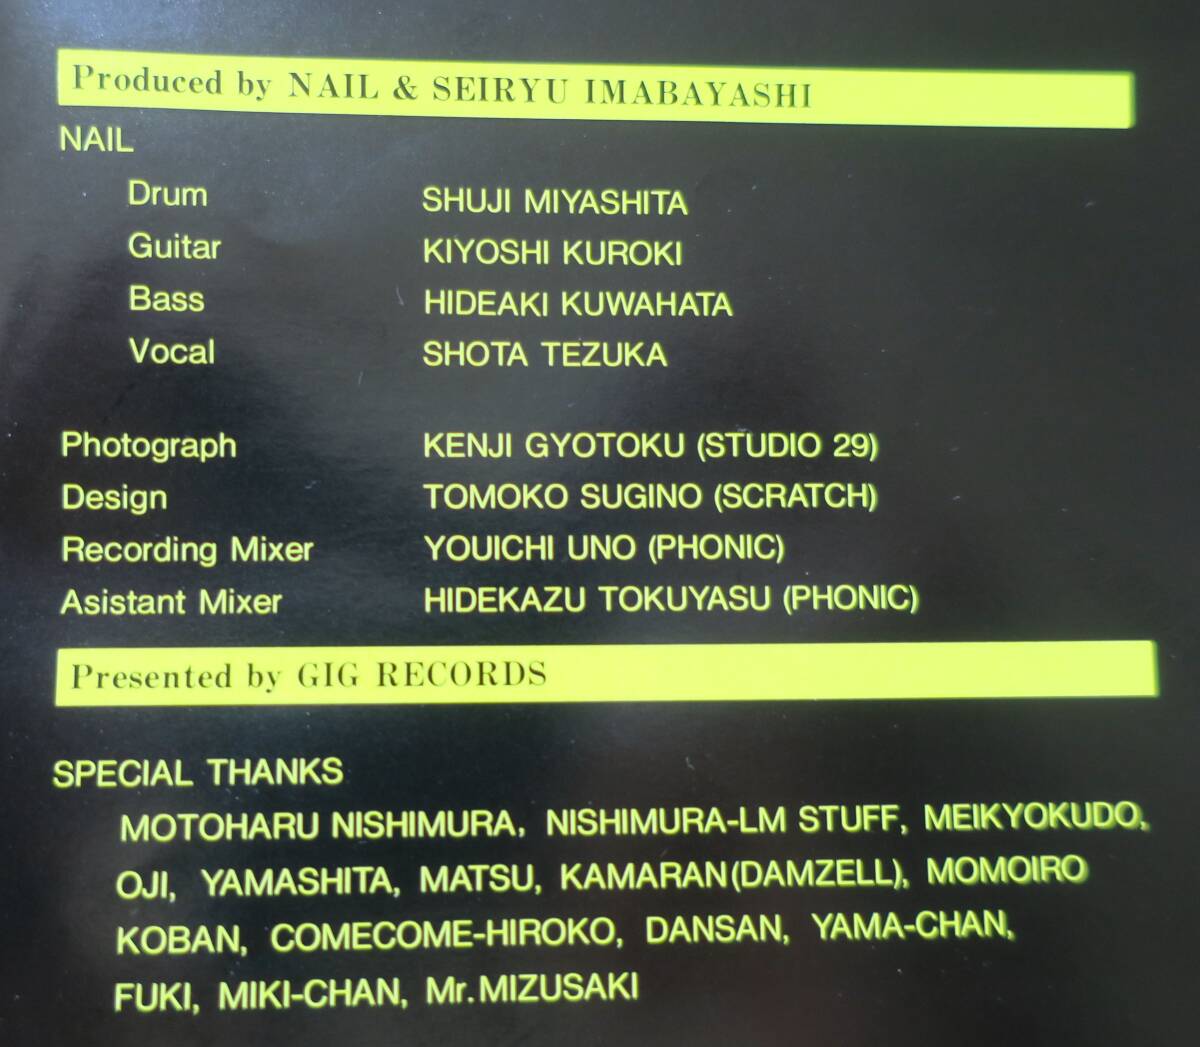 Produced by NAIL & SEIRYU IMABAYASHI
NAIL
Drum SHUJI MIYASHITA
Guitar KIYOSHI KUROKI
Bass HIDEAKI KUWAHATA
Vocal SHOTA TEZUKA
Photograph KENJI GYOTOKU (STUDIO 29)
Design TOMOKO SUGINO (SCRATCH)
Recording Mixer YOUICHI UNO (PHONIC)
Asistant Mixer HIDEKAZU TOKUYASU (PHONIC)
Presented by GIG RECORDS
SPECIAL THANKS
MOTOHARU NISHIMURA, NISHIMURA-LM STUFF, MEIKYOKUDO,
OJI, YAMASHITA, MATSU, KAMARAN(DAMZELL), MOMOIRO
KOBAN, COMECOME-HIROKO, DANSAN, YAMA-CHAN,
FUKI, MIKI-CHAN, Mr.MIZUSAKI